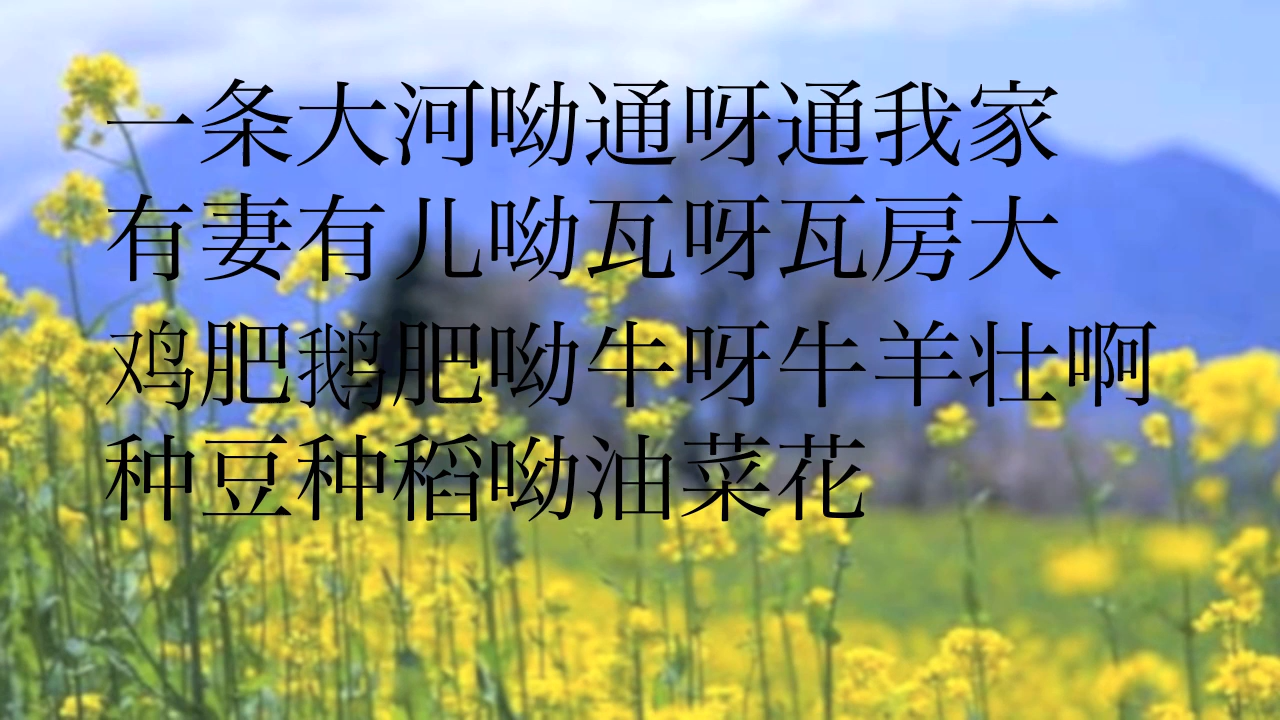 一条大河呦通呀通我家
有妻有儿呦瓦呀瓦房大
鸡肥鹅肥呦牛呀牛羊壮啊
种豆种稻呦油菜花